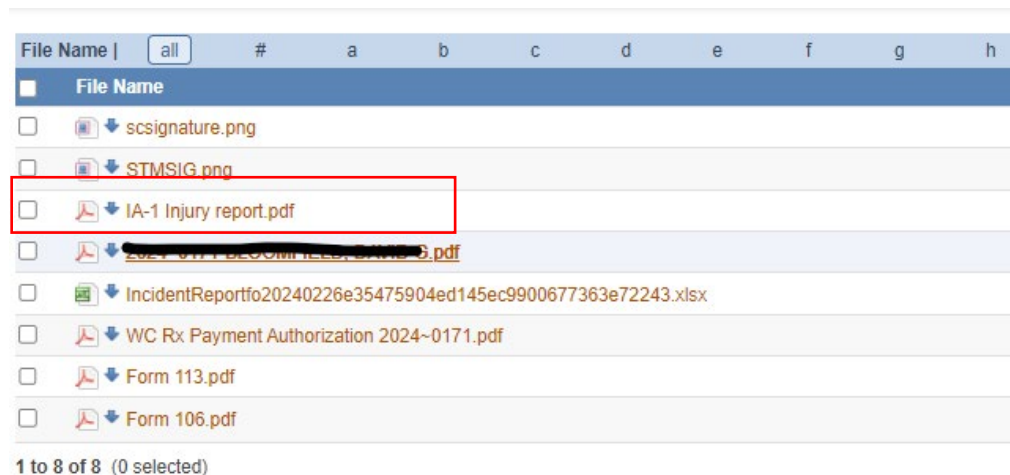 File Name | all # a b c d e f g h
File Name
scsignature.png
STMSIG.png
IA-1 Injury report.pdf
.pdf
IncidentReportfo20240226e35475904ed145ec9900677363e72243.xlsx
WC Rx Payment Authorization 2024~0171.pdf
Form 113.pdf
Form 106.pdf
1 to 8 of 8 (0 selected)